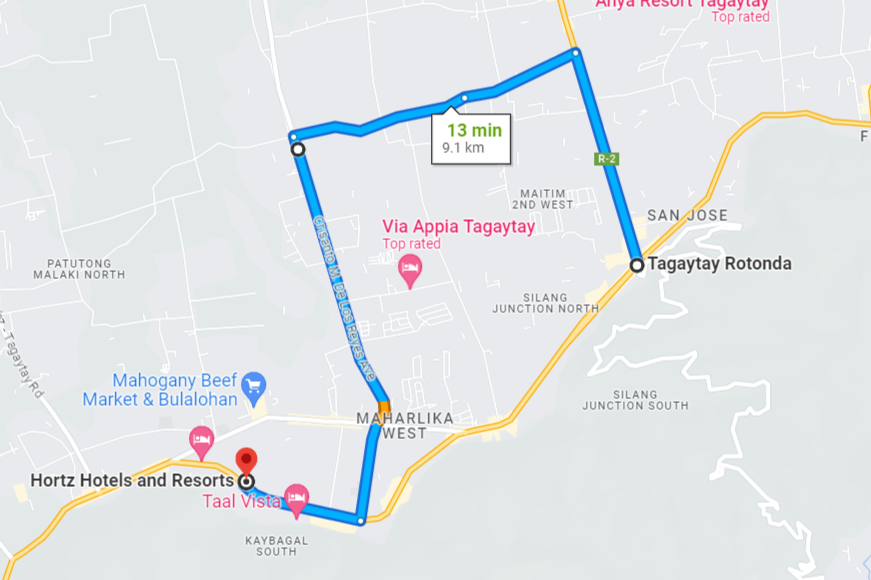 Anya Resort Tagaytay
Top rated
13 min
9.1 km
R-2
MAITIM
2ND WEST
SAN JOSE
F
Via Appia Tagaytay
Top rated
Crisanto M. De Los Reyes Ave
PATUTONG
MALAKI NORTH
Tagaytay Rotonda
SILANG
JUNCTION NORTH
- Tagaytay Rd
Mahogany Beef
Market & Bulalohan
SILANG
JUNCTION SOUTH
MAHARLIKA
WEST
Hortz Hotels and Resorts
Taal Vista
KAYBAGAL
SOUTH